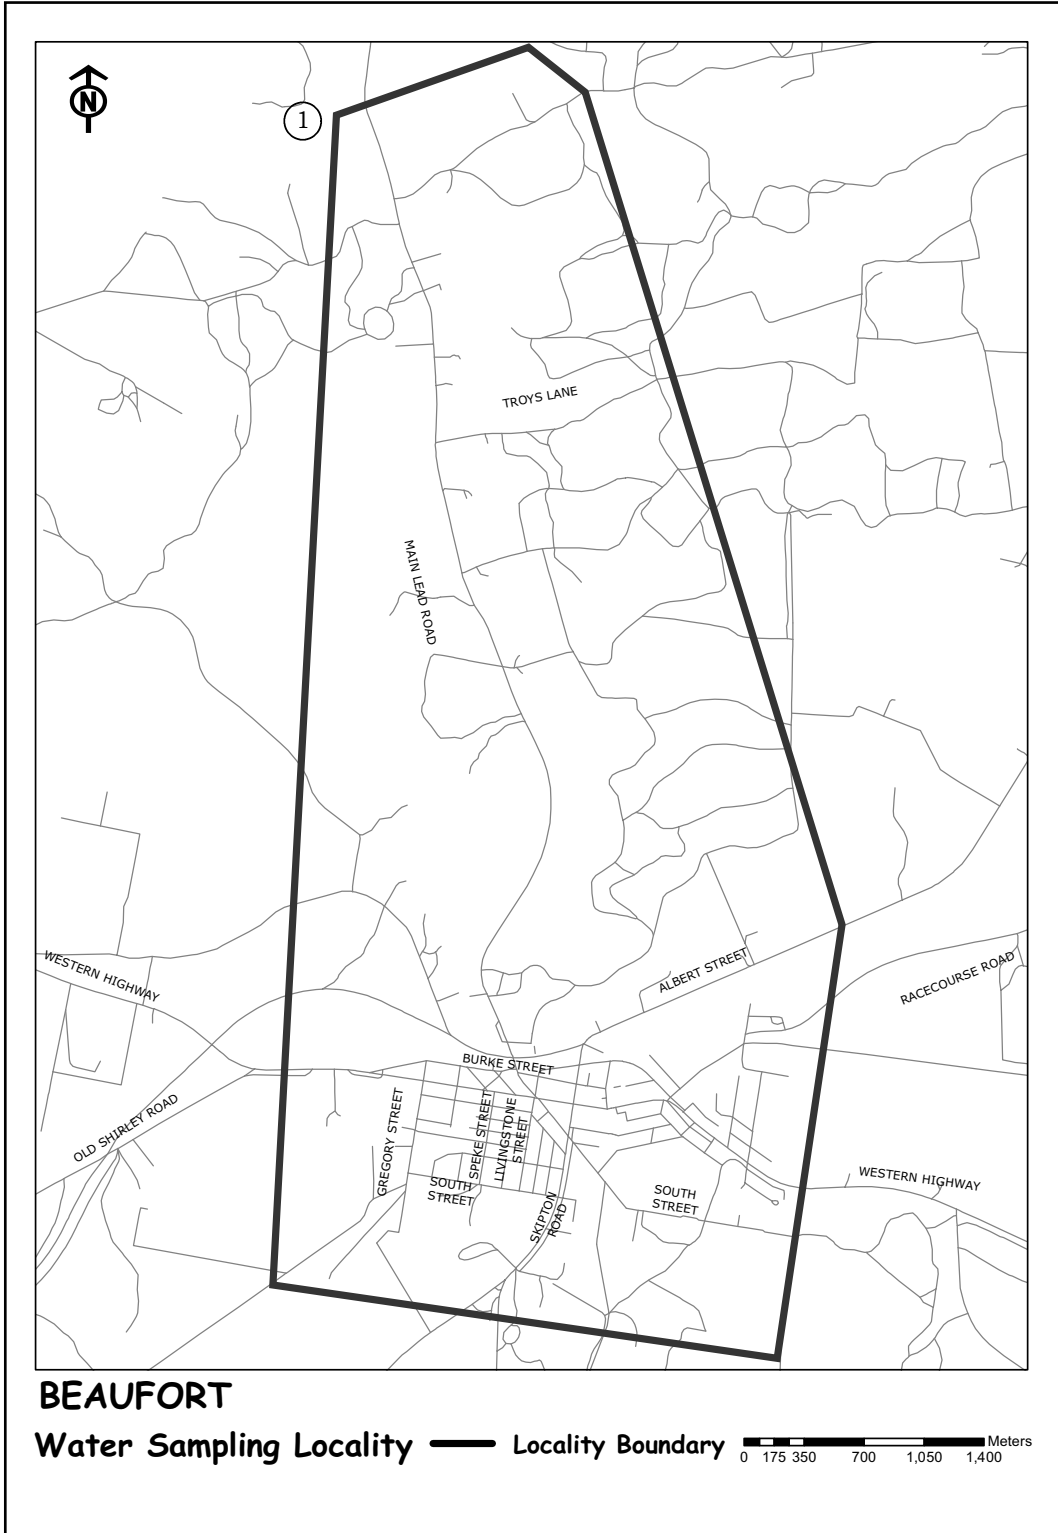 N
1
TROYS LANE
MAIN LEAD ROAD
WESTERN HIGHWAY
ALBERT STREET
RACECOURSE ROAD
BURKE STREET
OLD SHIRLEY ROAD
GREGORY STREET
SPEKE STREET
LIVINGSTONE
STREET
SOUTH
STREET
SKIPTON
ROAD
SOUTH
STREET
WESTERN HIGHWAY
BEAUFORT
Water Sampling Locality
Locality Boundary
Meters
0 175 350 700 1,050 1,400